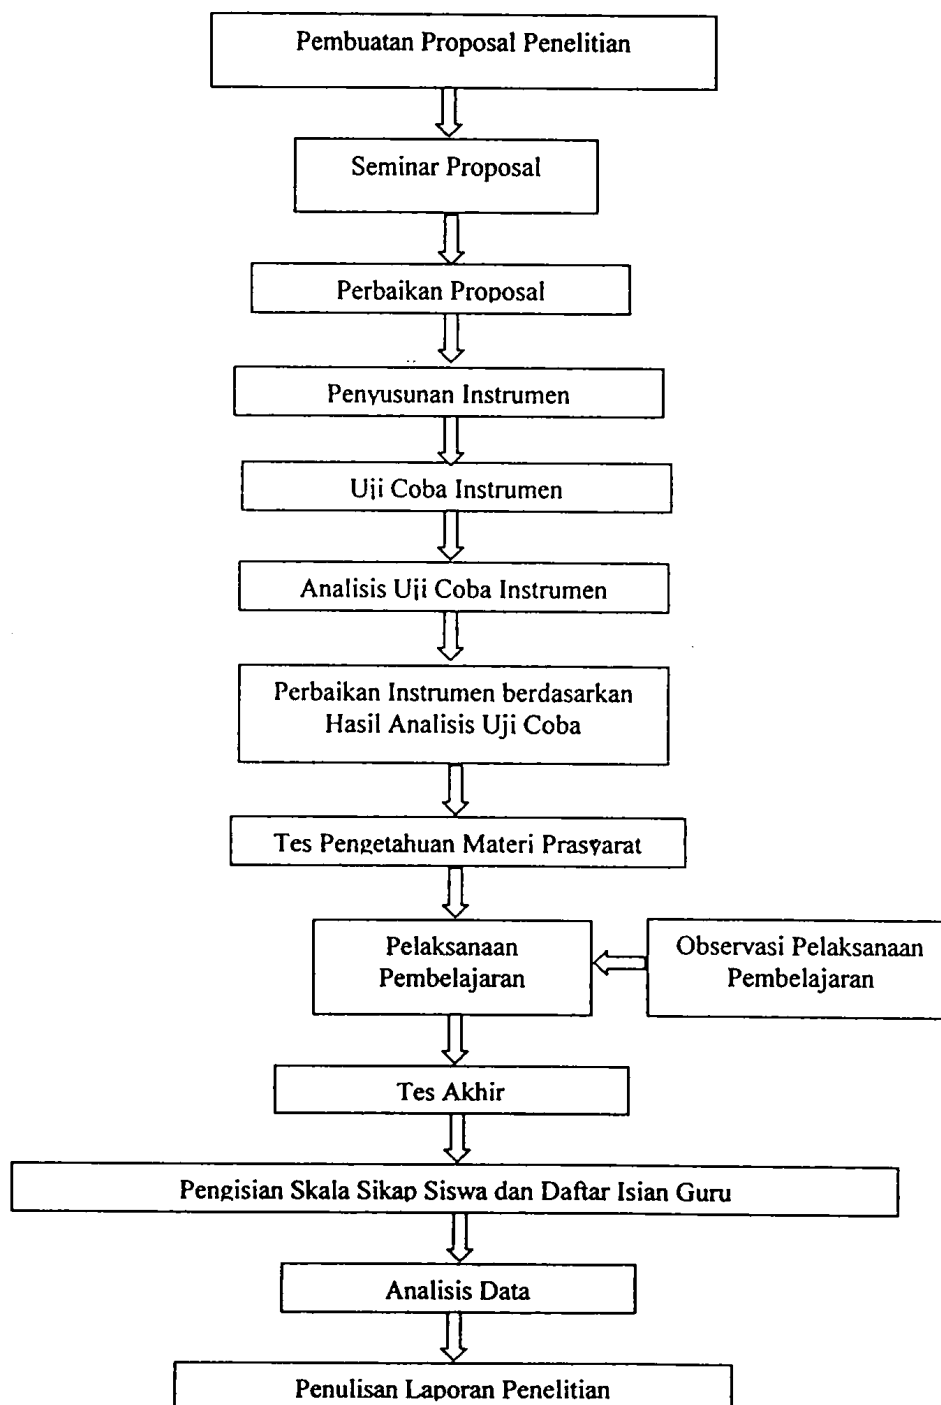 Pembuatan Proposal Penelitian
Seminar Proposal
Perbaikan Proposal
Penyusunan Instrumen
Uji Coba Instrumen
Analisis Uji Coba Instrumen
Perbaikan Instrumen berdasarkan
Hasil Analisis Uji Coba
Tes Pengetahuan Materi Prasyarat
Pelaksanaan
Pembelajaran
Observasi Pelaksanaan
Pembelajaran
Tes Akhir
Pengisian Skala Sikap Siswa dan Daftar Isian Guru
Analisis Data
Penulisan Laporan Penelitian